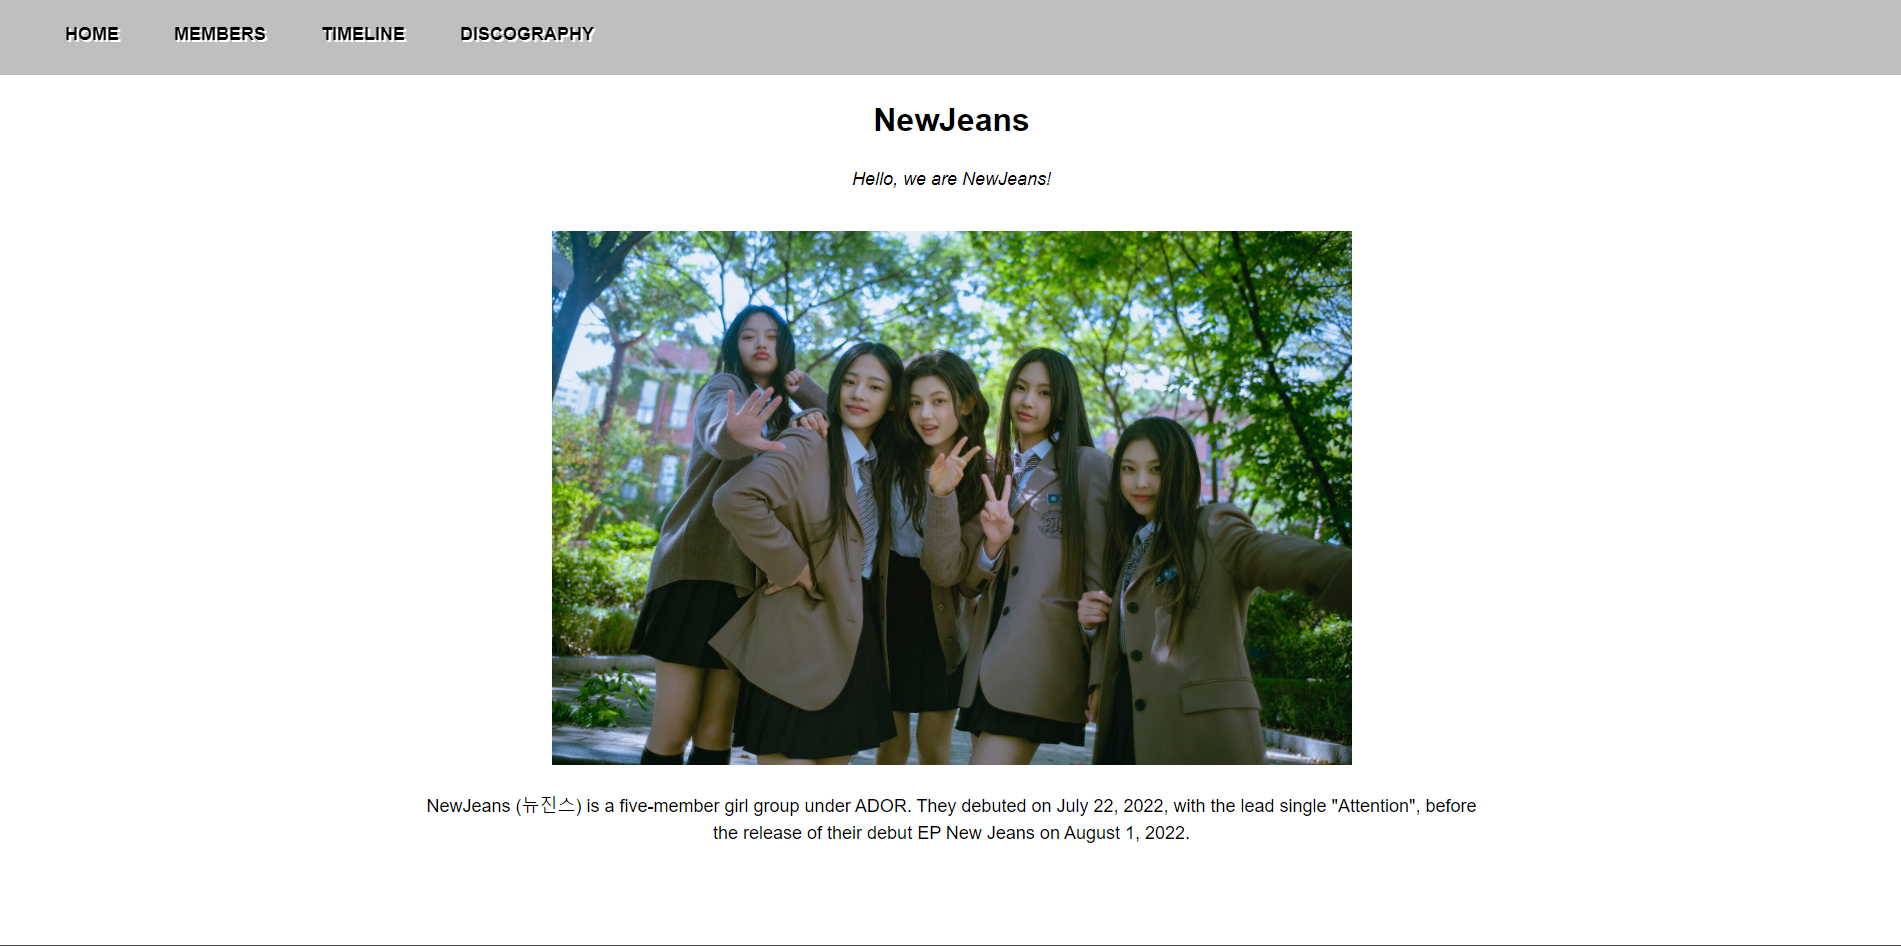 HOME MEMBERS TIMELINE DISCOGRAPHY
NewJeans
Hello, we are NewJeans!
NewJeans (뉴진스) is a five-member girl group under ADOR. They debuted on July 22, 2022, with the lead single "Attention", before
the release of their debut EP New Jeans on August 1, 2022.